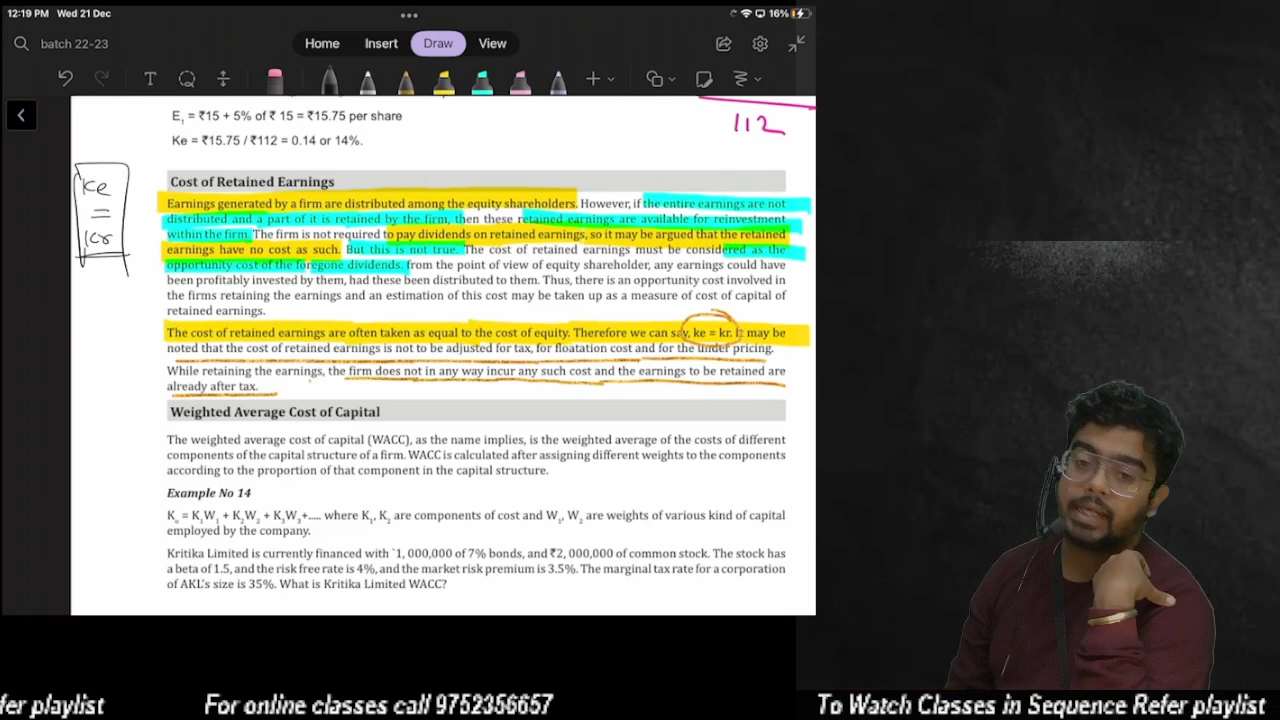 12:19 PM Wed 21 Dec
16%
batch 22-23
Home Insert Draw View
E1 = ₹15 + 5% of ₹ 15 = ₹15.75 per share
112
Ke = ₹15.75 / ₹112 = 0.14 or 14%.
Ke
=
Kr
Cost of Retained Earnings
Earnings generated by a firm are distributed among the equity shareholders. However, if the entire earnings are not
distributed and a part of it is retained by the firm, then these retained earnings are available for reinvestment
within the firm. The firm is not required to pay dividends on retained earnings, so it may be argued that the retained
earnings have no cost as such. But this is not true. The cost of retained earnings must be considered as the
opportunity cost of the foregone dividends. from the point of view of equity shareholder, any earnings could have
been profitably invested by them, had these been distributed to them. Thus, there is an opportunity cost involved in
the firms retaining the earnings and an estimation of this cost may be taken up as a measure of cost of capital of
retained earnings.
The cost of retained earnings are often taken as equal to the cost of equity. Therefore we can say, ke = kr. It may be
noted that the cost of retained earnings is not to be adjusted for tax, for floatation cost and for the under pricing.
While retaining the earnings, the firm does not in any way incur any such cost and the earnings to be retained are
already after tax.
Weighted Average Cost of Capital
The weighted average cost of capital (WACC), as the name implies, is the weighted average of the costs of different
components of the capital structure of a firm. WACC is calculated after assigning different weights to the components
according to the proportion of that component in the capital structure.
Example No 14
Ko = K1W1 + K2W2 + K3W3+..... where K1, K2 are components of cost and W1, W2 are weights of various kind of capital
employed by the company.
Kritika Limited is currently financed with `1, 000,000 of 7% bonds, and ₹2, 000,000 of common stock. The stock has
a beta of 1.5, and the risk free rate is 4%, and the market risk premium is 3.5%. The marginal tax rate for a corporation
of AKL's size is 35%. What is Kritika Limited WACC?
fer playlist For online classes call 9752356657 To Watch Classes in Sequence Refer playlist